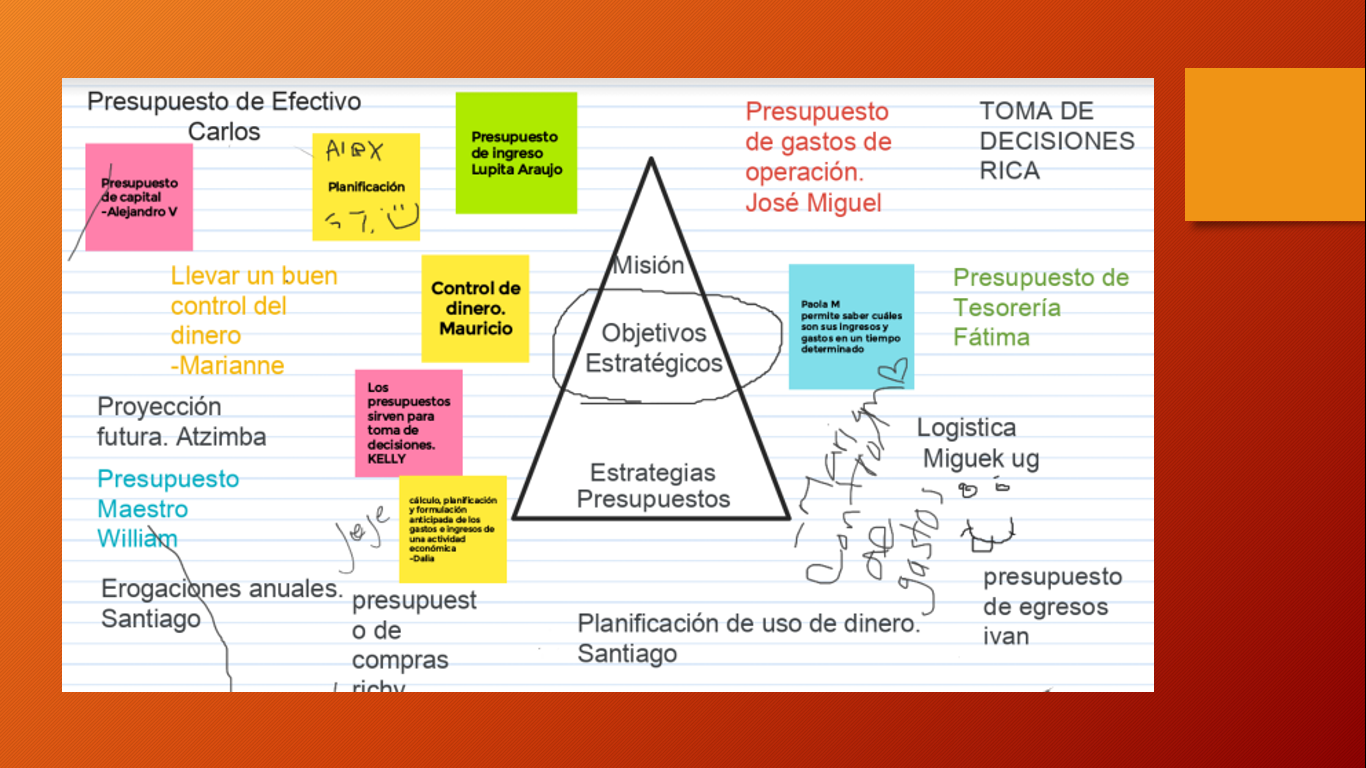 Presupuesto de Efectivo
Carlos
Presupuesto
de capital
-Alejandro V
Alex
Planificación
Presupuesto
de ingreso
Lupita Araujo
Presupuesto
de gastos de
operación.
José Miguel
TOMA DE
DECISIONES
RICA
Llevar un buen
control del
dinero
-Marianne
Control de
dinero.
Mauricio
Misión
Objetivos
Estratégicos
Estrategias
Presupuestos
Paola M
permite saber cuáles
son sus ingresos y
gastos en un tiempo
determinado
Presupuesto de
Tesorería
Fátima
Proyección
futura. Atzimba
Los
presupuestos
sirven para
toma de
decisiones.
KELLY
Presupuesto
Maestro
William
cálculo, planificación
y formulación
anticipada de los
gastos e ingresos de
una actividad
económica
-Dalia
Jeje
Logistica
Miguek ug
de
gastos
Erogaciones anuales.
Santiago
presupuest
o de
compras
richy
Planificación de uso de dinero.
Santiago
presupuesto
de egresos
ivan